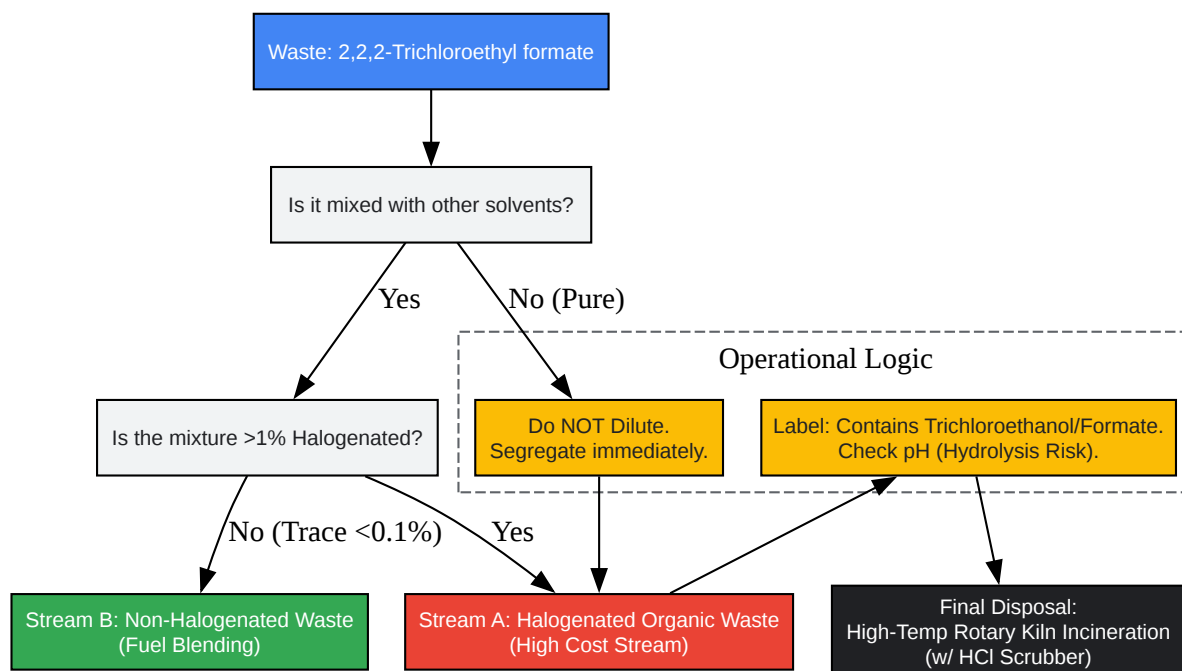 Waste: 2,2,2-Trichloroethyl formate
Is it mixed with other solvents?
Yes
No (Pure)
Operational Logic
Is the mixture >1% Halogenated?
Do NOT Dilute.
Segregate immediately.
Label: Contains Trichloroethanol/Formate.
Check pH (Hydrolysis Risk).
No (Trace <0.1%)
Yes
Stream B: Non-Halogenated Waste
(Fuel Blending)
Stream A: Halogenated Organic Waste
(High Cost Stream)
Final Disposal:
High-Temp Rotary Kiln Incineration
(w/ HCl Scrubber)